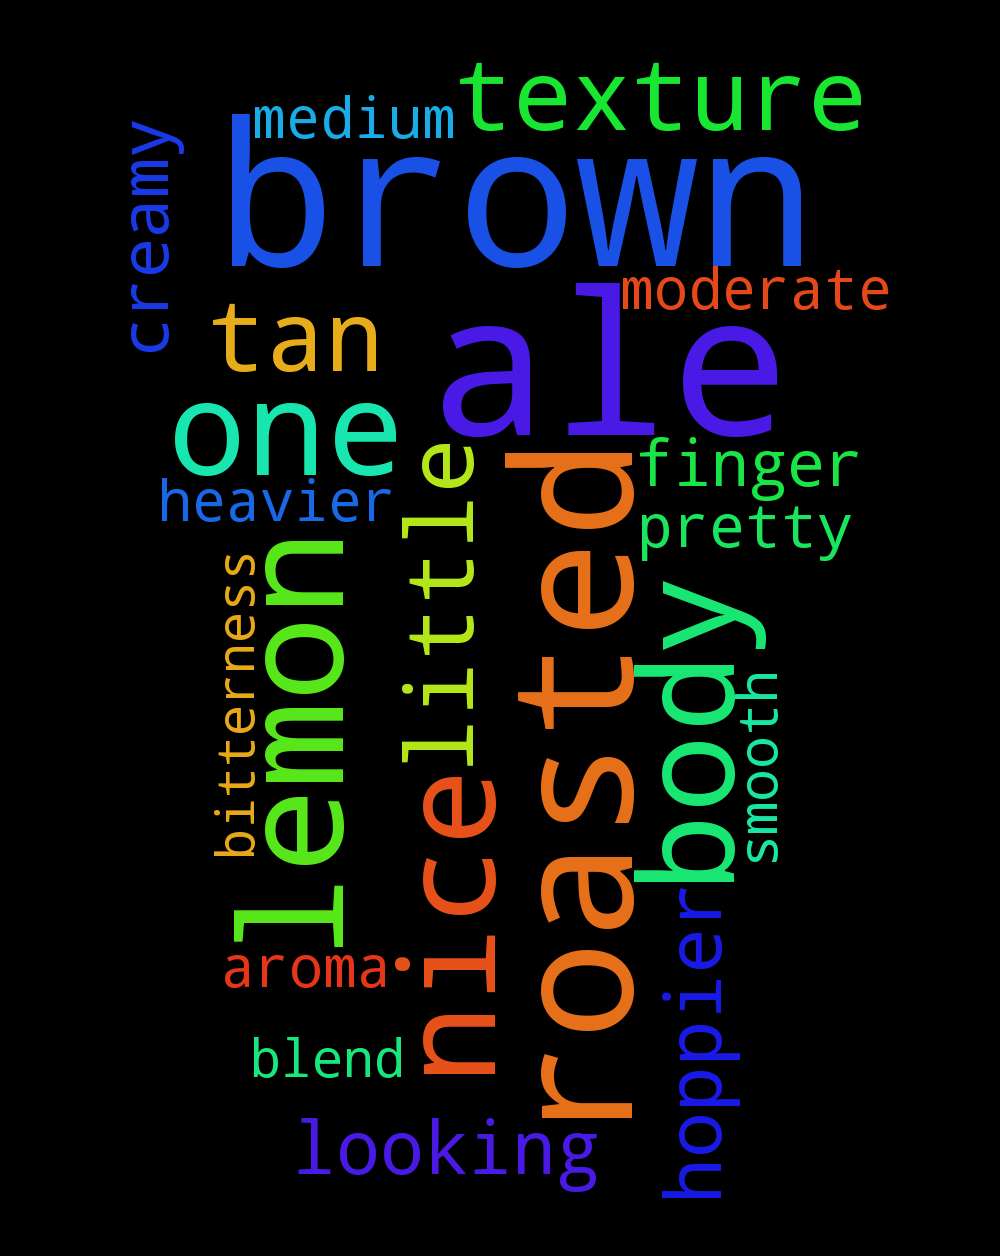 texture
medium
brown
creamy
moderate
ale
tan
one
finger
little
roasted
heavier
pretty
lemon
bitterness
body
smooth
nice
hoppier
aroma
blend
looking